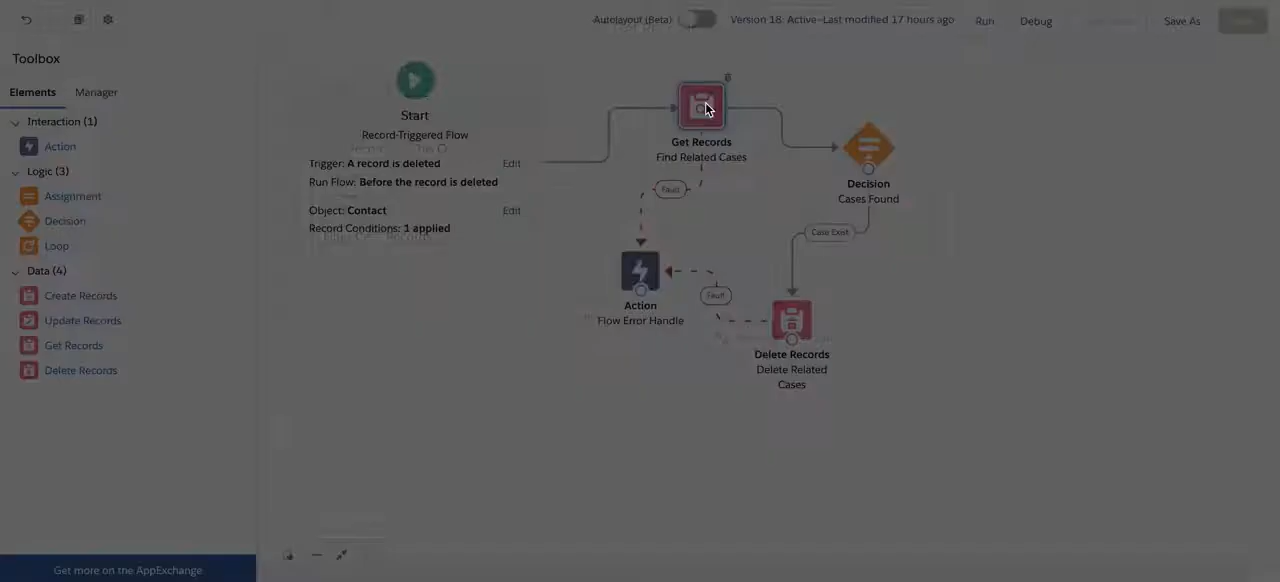 Autolayout (Beta)
Version 18: Active–Last modified 17 hours ago
Run
Debug
Save As
Toolbox
Elements
Manager
Interaction (1)
Action
Logic (3)
Assignment
Decision
Loop
Data (4)
Create Records
Update Records
Get Records
Delete Records
Get more on the AppExchange
Start
Record-Triggered Flow
Trigger: A record is deleted
Edit
Run Flow: Before the record is deleted
Object: Contact
Edit
Record Conditions: 1 applied
Get Records
Find Related Cases
Fault
Decision
Cases Found
Case Exist
Action
Flow Error Handle
Fault
Delete Records
Delete Related
Cases